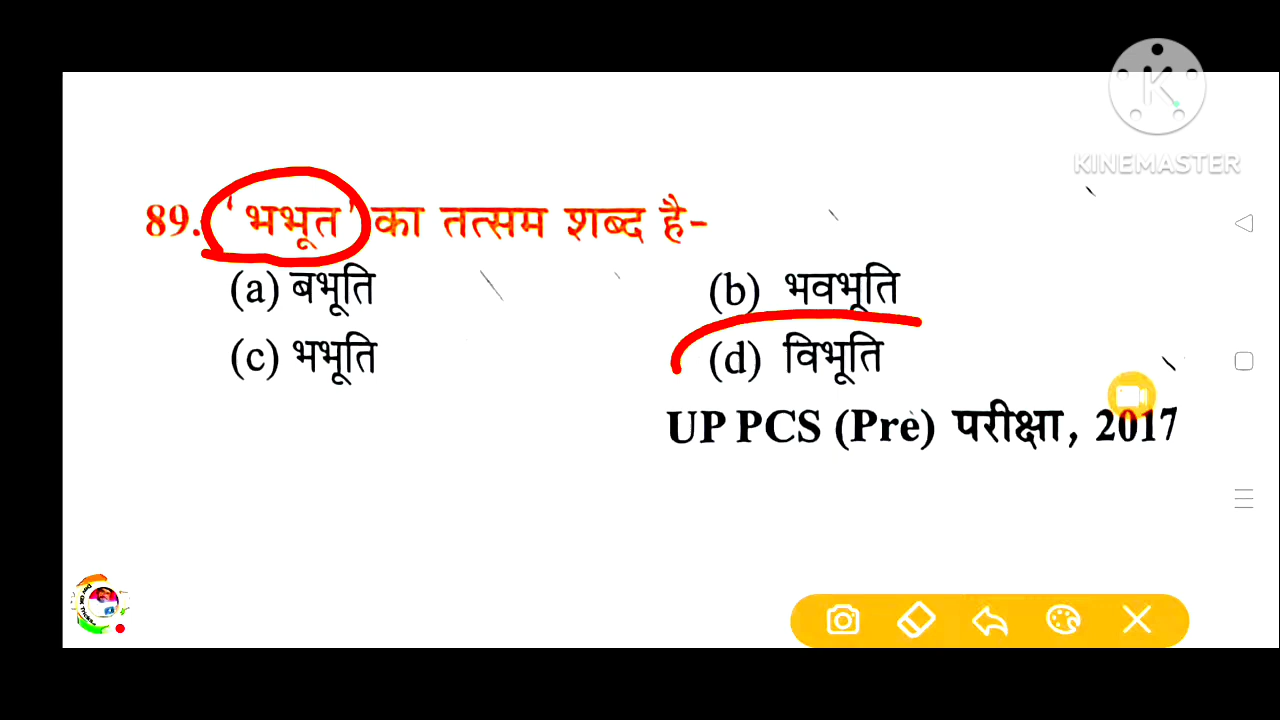 KINEMASTER
89. 'भभूत' का तत्सम शब्द है-
(a) बभूति (b) भवभूति
(c) भभूति (d) विभूति
UP PCS (Pre) परीक्षा, 2017